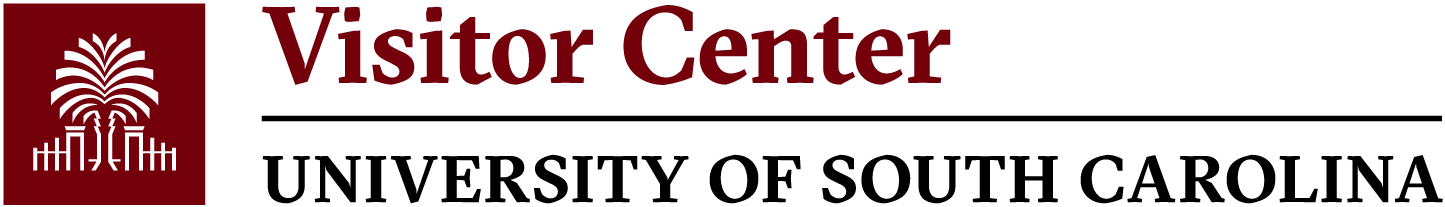 Visitor Center
UNIVERSITY OF SOUTH CAROLINA